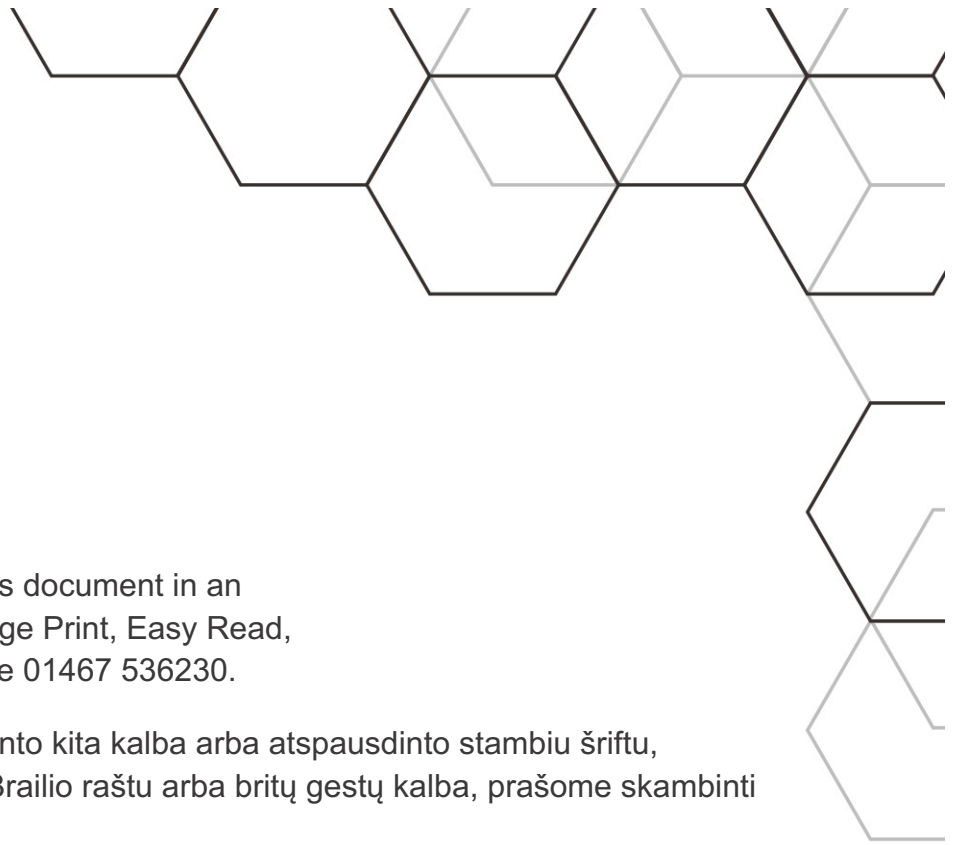 s document in an
ge Print, Easy Read,
e 01467 536230.
nto kita kalba arba atspausdinto stambiu šriftu,
Brailio raštu arba britų gestų kalba, prašome skambinti